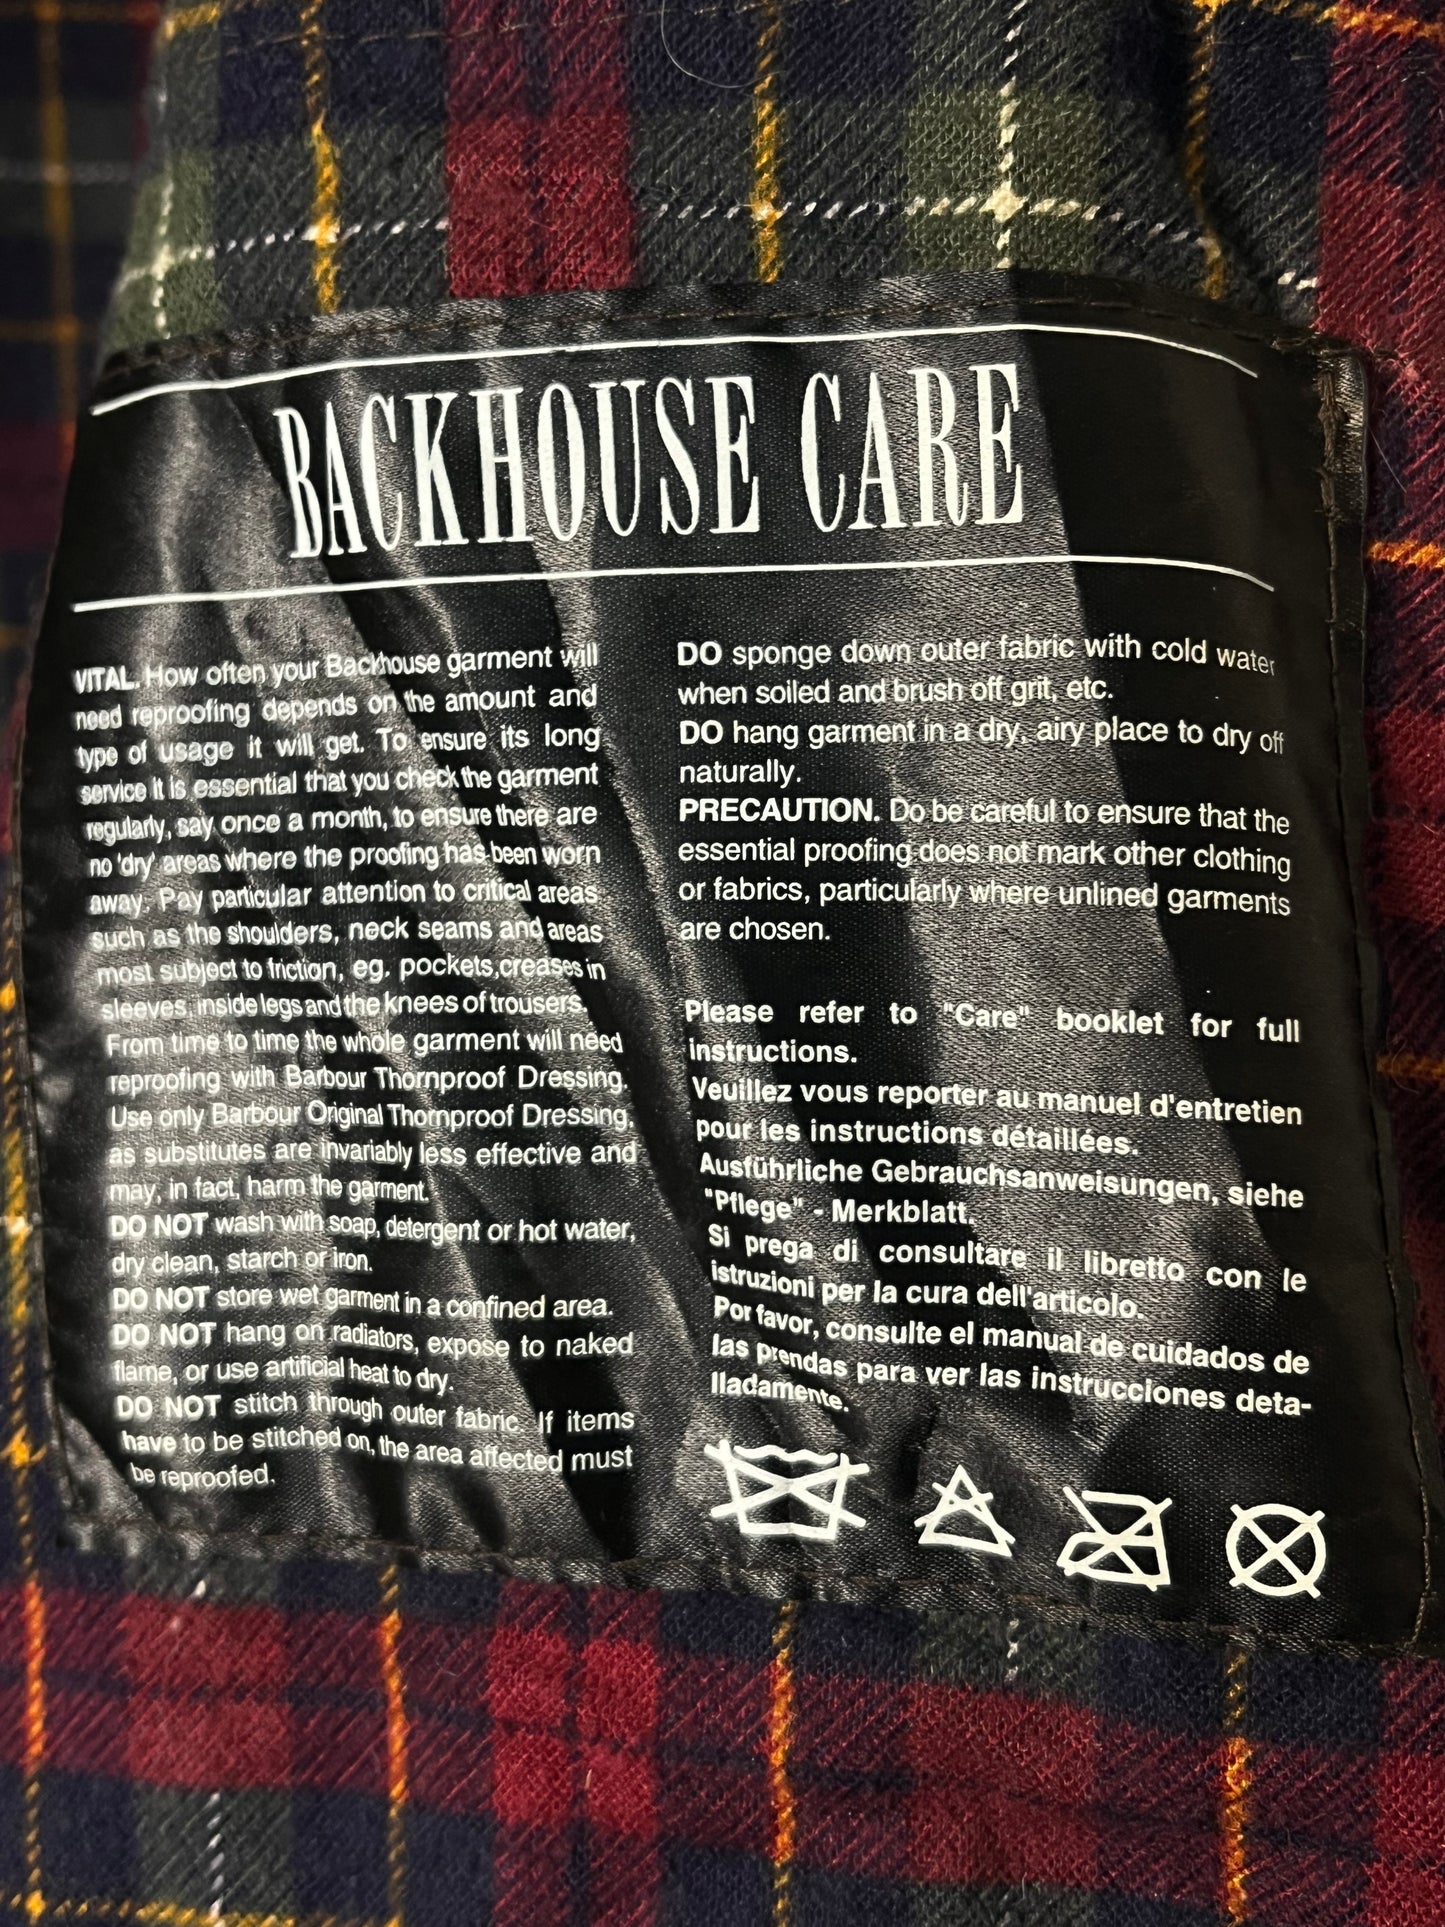 BACKHOUSE CARE
VITAL. How often your Backhouse garment will
need reproofing depends on the amount and
type of usage it will get. To ensure its long
service it is essential that you check the garment
regularly, say once a month, to ensure there are
no 'dry' areas where the proofing has been worn
away. Pay particular attention to critical areas
such as the shoulders, neck seams and areas
most subject to friction, eg. pockets,creases in
sleeves, inside legs and the knees of trousers.
From time to time the whole garment will need
reproofing with Barbour Thornproof Dressing.
Use only Barbour Original Thornproof Dressing,
as substitutes are invariably less effective and
may, in fact, harm the garment.
DO NOT wash with soap, detergent or hot water,
dry clean, starch or iron.
DO NOT store wet garment in a confined area.
DO NOT hang on radiators, expose to naked
flame, or use artificial heat to dry.
DO NOT stitch through outer fabric. If items
have to be stitched on, the area affected must
be reproofed.
DO sponge down outer fabric with cold water
when soiled and brush off grit, etc.
DO hang garment in a dry, airy place to dry off
naturally.
PRECAUTION. Do be careful to ensure that the
essential proofing does not mark other clothing
or fabrics, particularly where unlined garments
are chosen.
Please refer to "Care" booklet for full
instructions.
Veuillez vous reporter au manuel d'entretien
pour les instructions détaillées.
Ausführliche Gebrauchsanweisungen, siehe
"Pflege" - Merkblatt.
Si prega di consultare il libretto con le
istruzioni per la cura dell'articolo.
Por favor, consulte el manual de cuidados de
las prendas para ver las instrucciones deta-
lladamente.